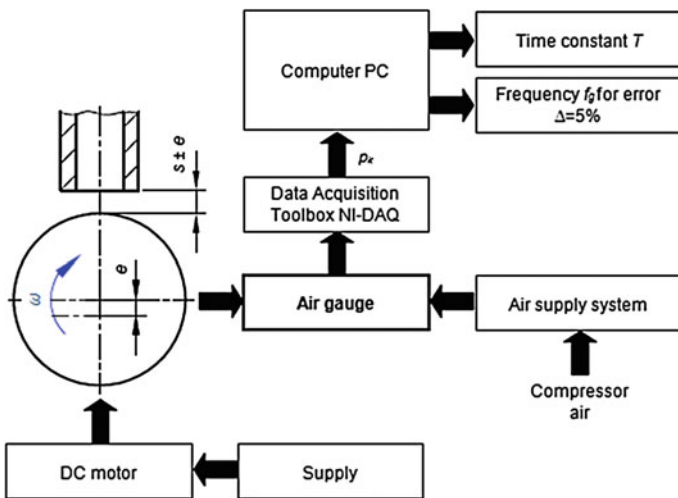 Computer PC
Time constant T
Frequency fg for error
Δ=5%
s ± e
pk
Data Acquisition
Toolbox NI-DAQ
e
ω
Air gauge
Air supply system
Compressor
air
DC motor
Supply